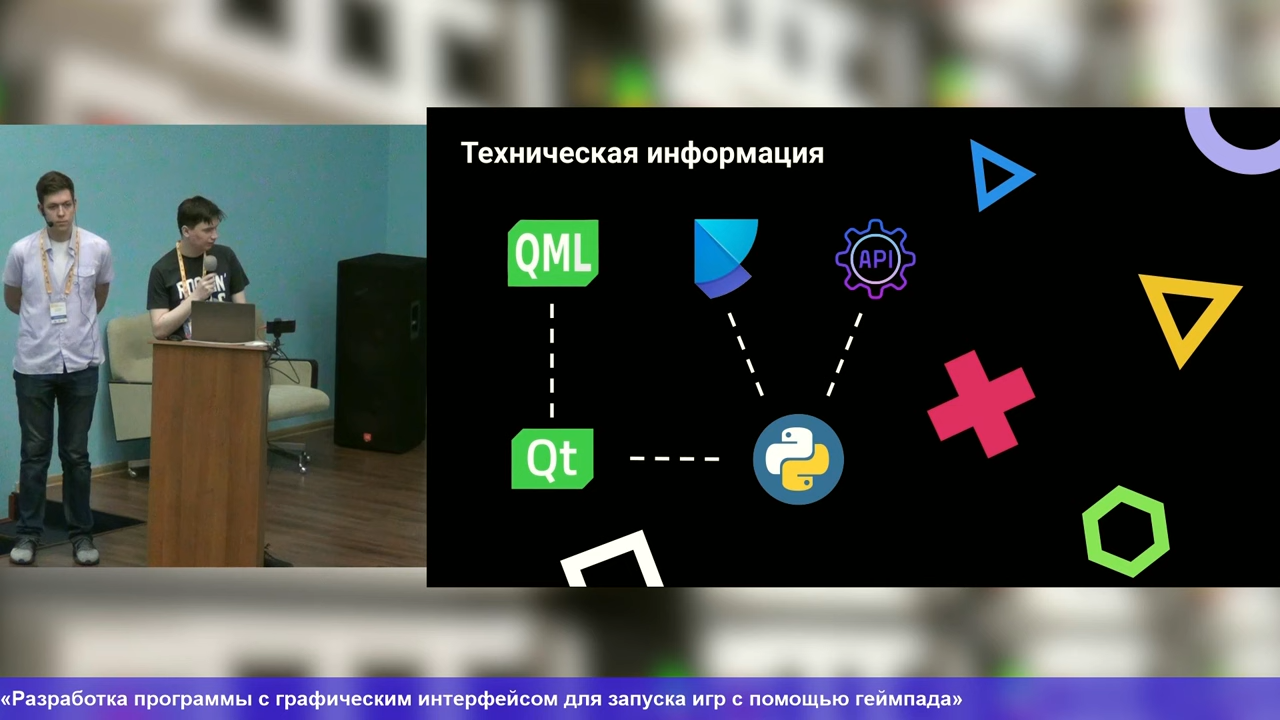 Техническая информация
QML
API
Qt
«Разработка программы с графическим интерфейсом для запуска игр с помощью геймпада»